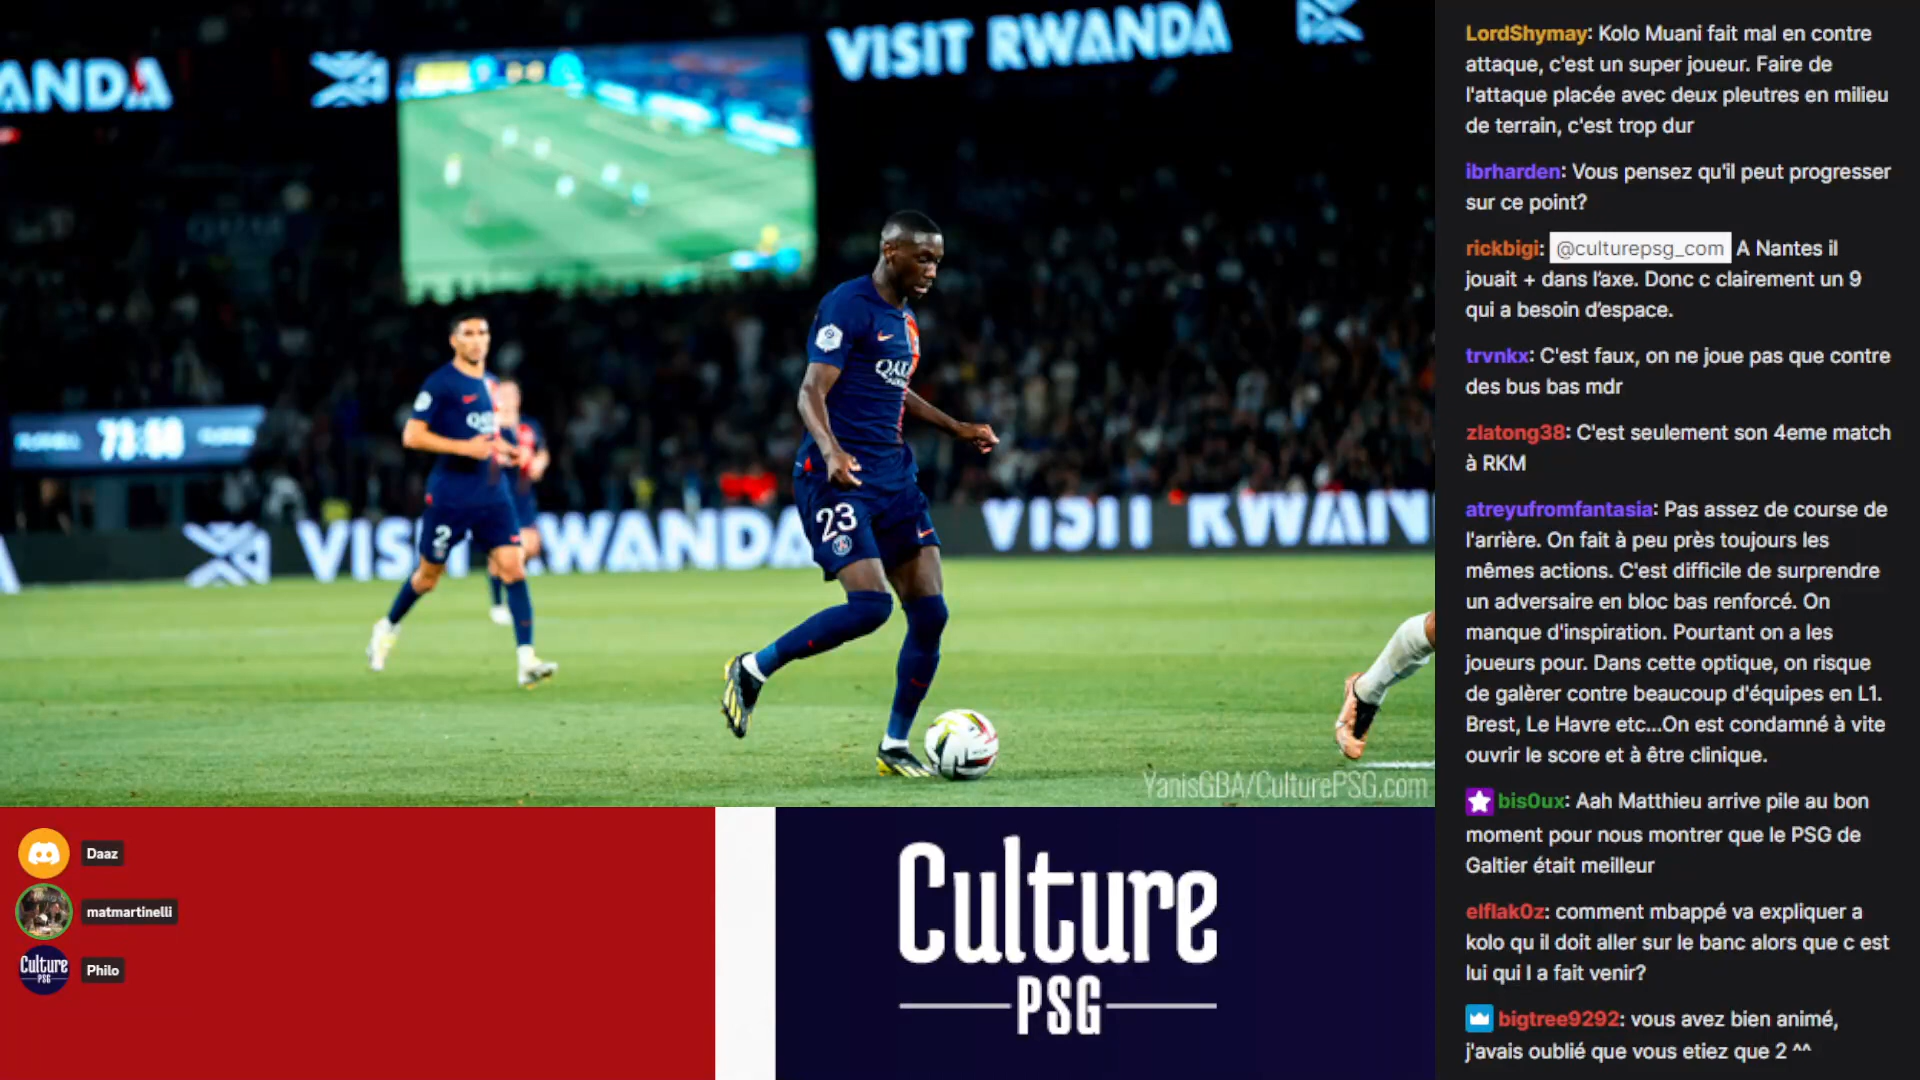 ANDA
VISIT RWANDA
73:58
VISIT RWANDA
VISIT RWAN
QATAR
2
23
YanisGBA/CulturePSG.com
Daaz
matmartinelli
Culture
PSG
Philo
Culture
PSG
LordShymay: Kolo Muani fait mal en contre
attaque, c'est un super joueur. Faire de
l'attaque placée avec deux pleutres en milieu
de terrain, c'est trop dur
ibrharden: Vous pensez qu'il peut progresser
sur ce point?
rickbigi: @culturepsg_com A Nantes il
jouait + dans l’axe. Donc c clairement un 9
qui a besoin d’espace.
trvnkx: C'est faux, on ne joue pas que contre
des bus bas mdr
zlatong38: C'est seulement son 4eme match
à RKM
atreyufromfantasia: Pas assez de course de
l'arrière. On fait à peu près toujours les
mêmes actions. C'est difficile de surprendre
un adversaire en bloc bas renforcé. On
manque d'inspiration. Pourtant on a les
joueurs pour. Dans cette optique, on risque
de galèrer contre beaucoup d'équipes en L1.
Brest, Le Havre etc...On est condamné à vite
ouvrir le score et à être clinique.
bis0ux: Aah Matthieu arrive pile au bon
moment pour nous montrer que le PSG de
Galtier était meilleur
elflak0z: comment mbappé va expliquer a
kolo qu il doit aller sur le banc alors que c est
lui qui l a fait venir?
bigtree9292: vous avez bien animé,
j'avais oublié que vous etiez que 2 ^^